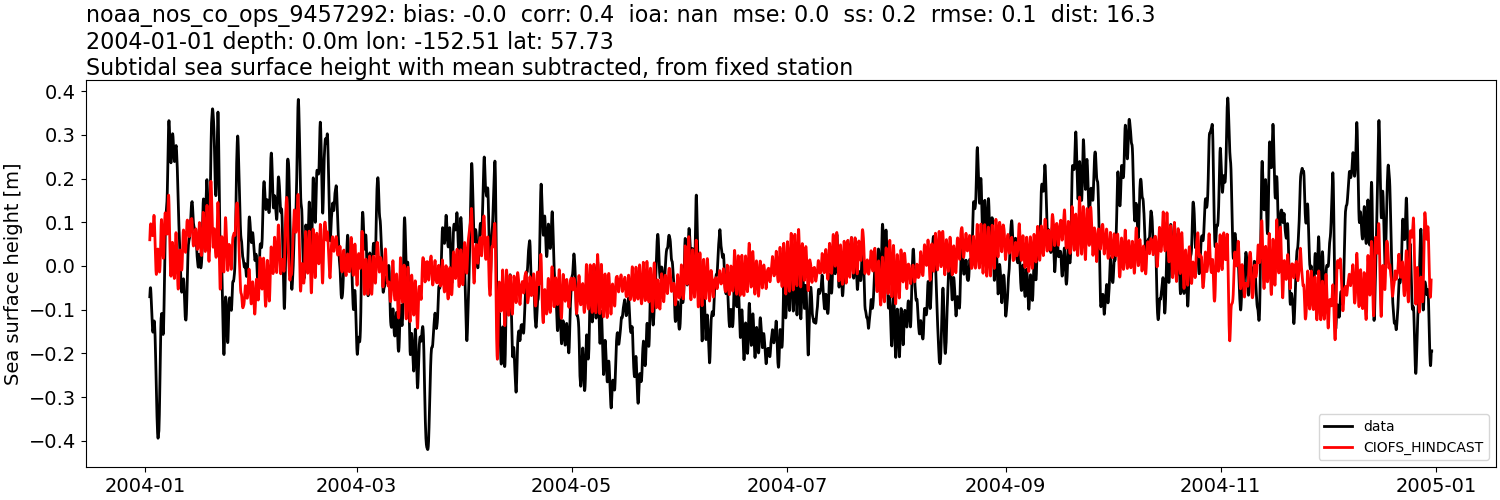 noaa_nos_co_ops_9457292: bias: -0.0  corr: 0.4  ioa: nan  mse: 0.0  ss: 0.2  rmse: 0.1  dist: 16.3
2004-01-01 depth: 0.0m lon: -152.51 lat: 57.73
Subtidal sea surface height with mean subtracted, from fixed station
Sea surface height [m]
0.4
0.3
0.2
0.1
0.0
−0.1
−0.2
−0.3
−0.4
data
CIOFS_HINDCAST
2004-01
2004-03
2004-05
2004-07
2004-09
2004-11
2005-01